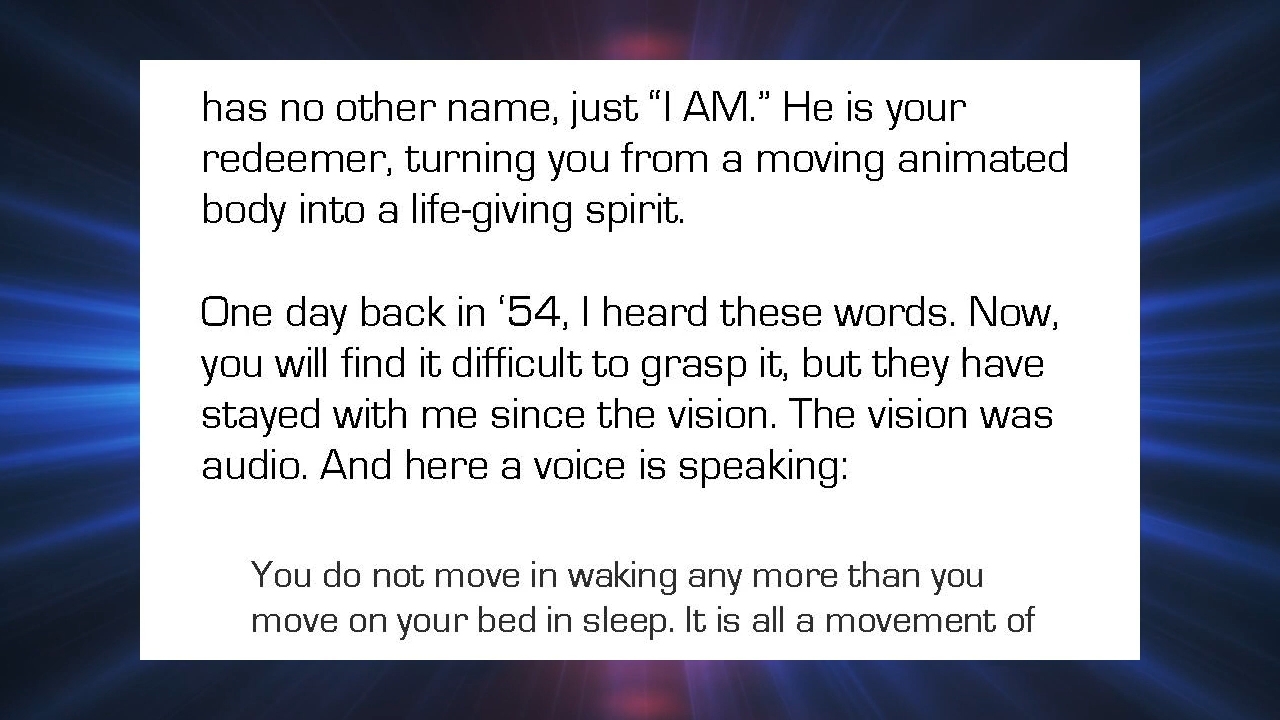 has no other name, just “I AM.” He is your
redeemer, turning you from a moving animated
body into a life-giving spirit.
One day back in ‘54, I heard these words. Now,
you will find it difficult to grasp it, but they have
stayed with me since the vision. The vision was
audio. And here a voice is speaking:
You do not move in waking any more than you
move on your bed in sleep. It is all a movement of